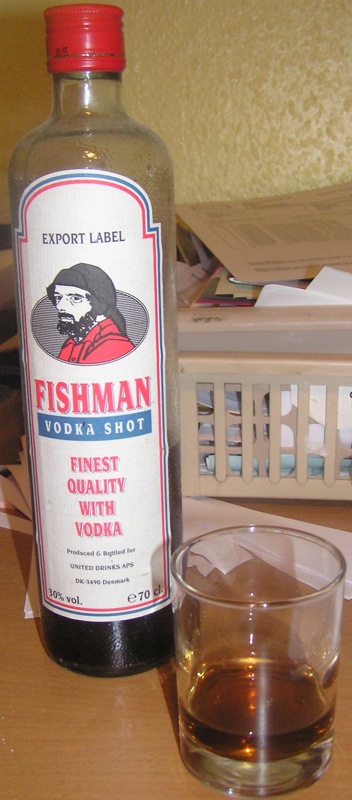 EXPORT LABEL
FISHMAN
VODKA SHOT
FINEST
QUALITY
WITH
VODKA
Produced & Bottled for
UNITED DRINKS APS
DK-3490 Denmark
30% vol.
℮ 70 cl.